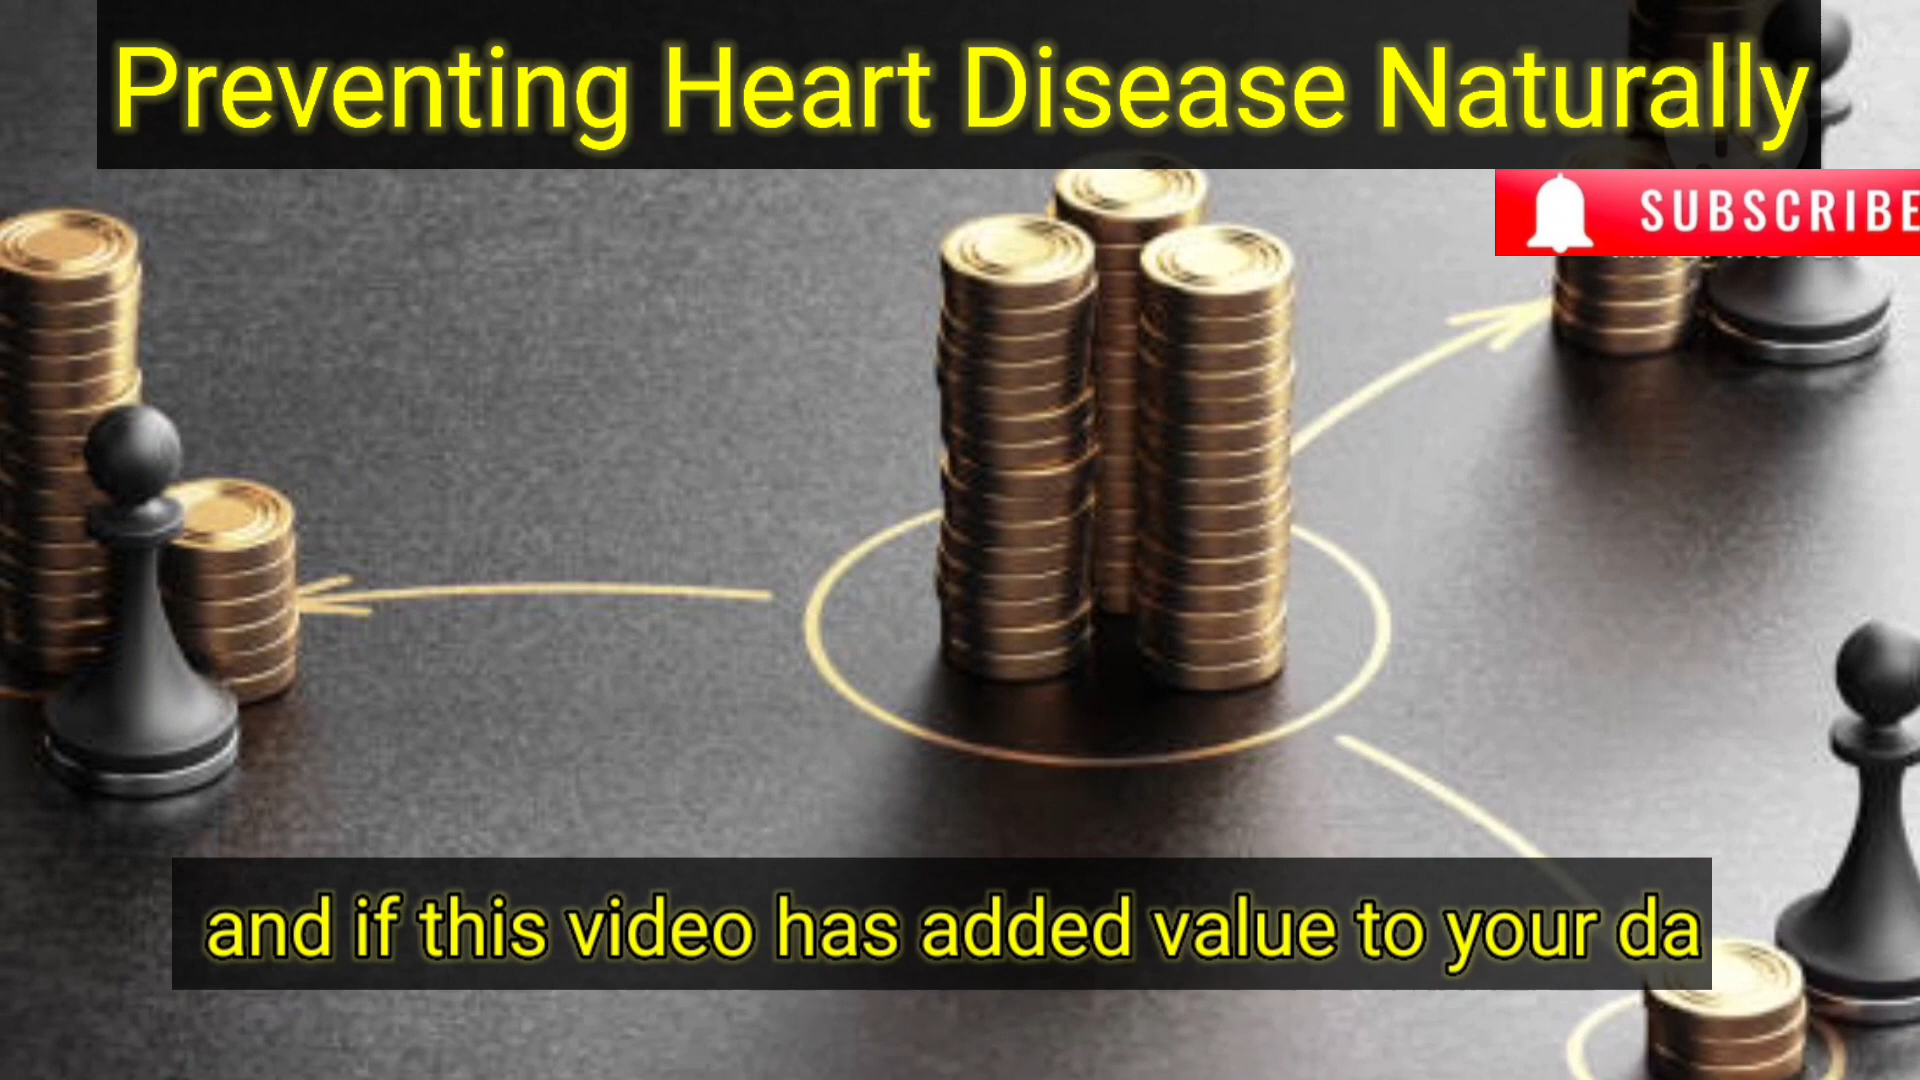 Preventing Heart Disease Naturally
SUBSCRIBE
and if this video has added value to your da